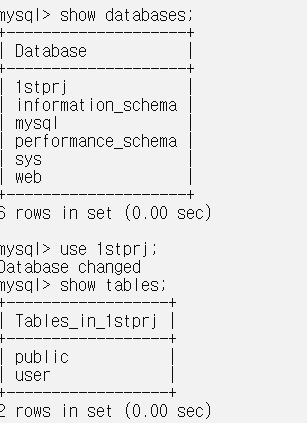 mysql> show databases;
+--------------------+
| Database           |
+--------------------+
| 1stprj             |
| information_schema |
| mysql              |
| performance_schema |
| sys                |
| web                |
+--------------------+
6 rows in set (0.00 sec)

mysql> use 1stprj;
Database changed
mysql> show tables;
+------------------+
| Tables_in_1stprj |
+------------------+
| public           |
| user             |
+------------------+
2 rows in set (0.00 sec)